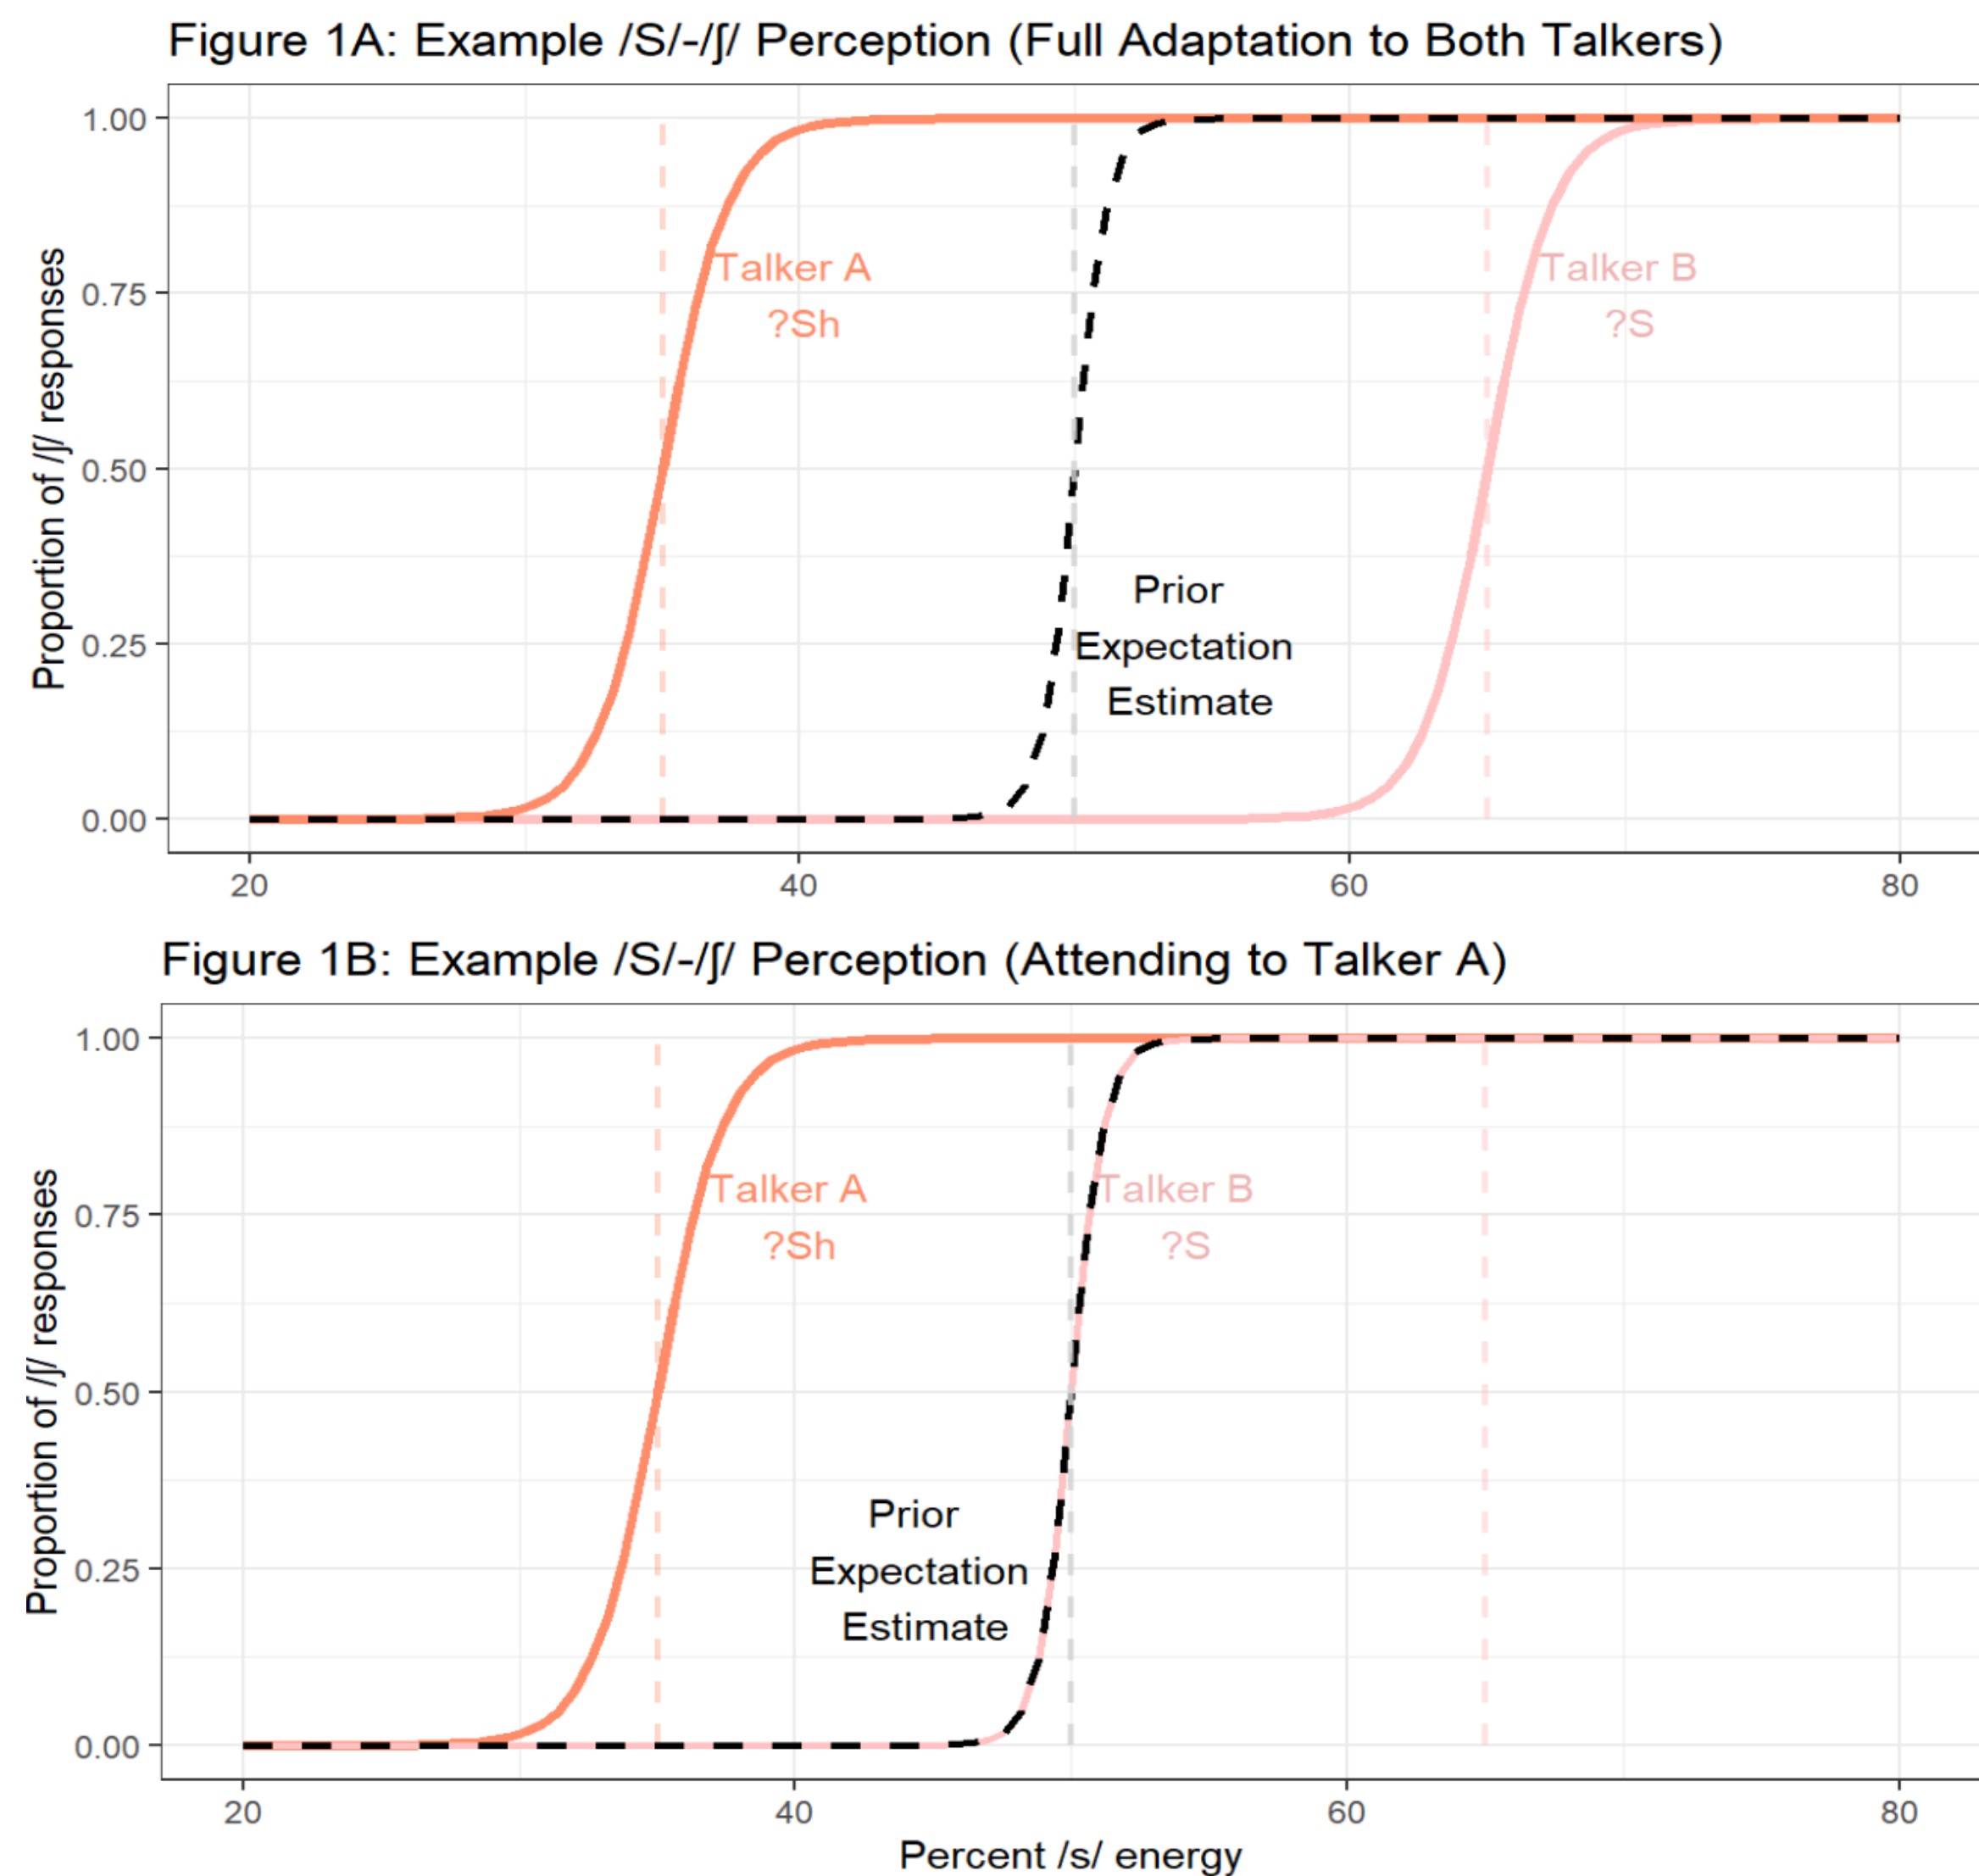 Figure 1A: Example /S/-/ʃ/ Perception (Full Adaptation to Both Talkers)
Proportion of /ʃ/ responses
1.00
0.75
0.50
0.25
0.00
Talker A
?Sh
Talker B
?S
Prior
Expectation
Estimate
20
40
60
80
Figure 1B: Example /S/-/ʃ/ Perception (Attending to Talker A)
Proportion of /ʃ/ responses
1.00
0.75
0.50
0.25
0.00
Talker A
?Sh
Talker B
?S
Prior
Expectation
Estimate
20
40
60
80
Percent /s/ energy